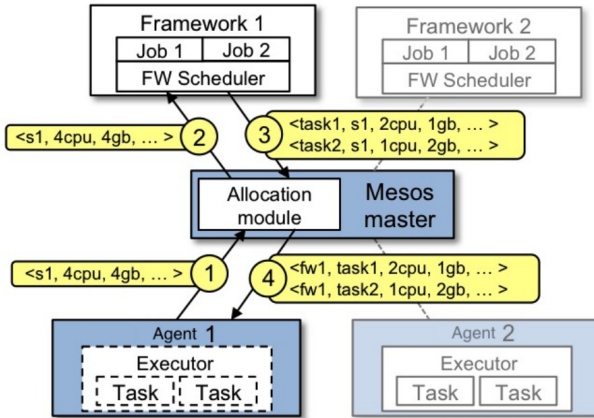 Framework 1
Job 1 Job 2
FW Scheduler
Framework 2
Job 1 Job 2
FW Scheduler
<s1, 4cpu, 4gb, … >
2
3
<task1, s1, 2cpu, 1gb, … >
<task2, s1, 1cpu, 2gb, … >
Allocation
module
Mesos
master
<s1, 4cpu, 4gb, … >
1
4
<fw1, task1, 2cpu, 1gb, … >
<fw1, task2, 1cpu, 2gb, … >
Agent 1
Executor
Task Task
Agent 2
Executor
Task Task